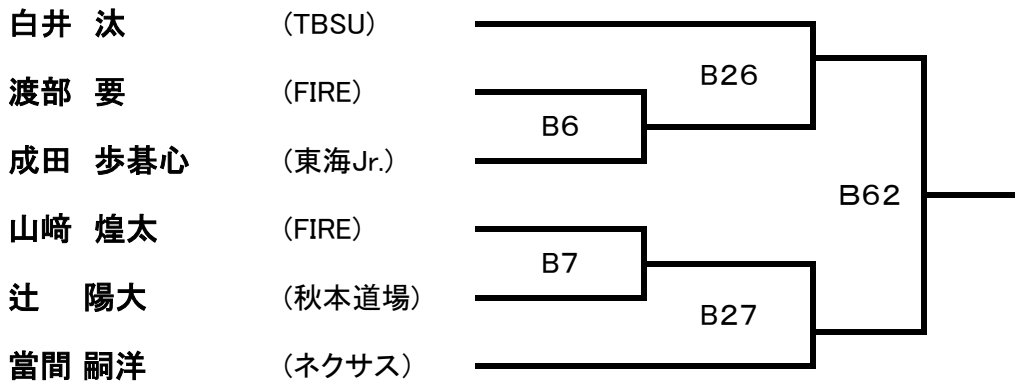 白井 汰 (TBSU)
B26
渡部 要 (FIRE)
B6
成田 歩碁心 (東海Jr.)
B62
山﨑 煌太 (FIRE)
B7
辻 陽大 (秋本道場)
B27
當間 嗣洋 (ネクサス)